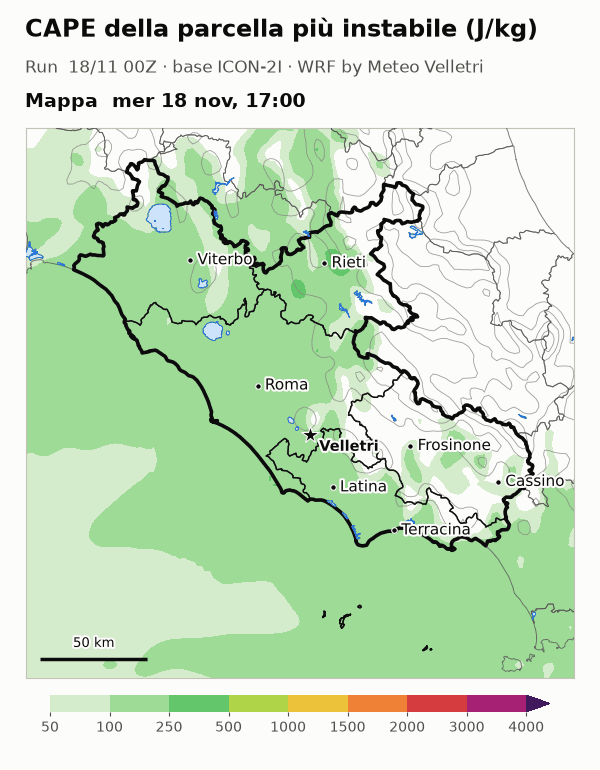 CAPE della parcella più instabile (J/kg)
Run  18/11 00Z · base ICON-2I · WRF by Meteo Velletri
Mappa  mer 18 nov, 17:00
Viterbo
Rieti
Roma
Velletri
Frosinone
Cassino
Latina
Terracina
50 km
50 100 250 500 1000 1500 2000 3000 4000